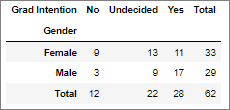 Grad Intention No Undecided Yes Total
Gender
Female 9 13 11 33
Male 3 9 17 29
Total 12 22 28 62